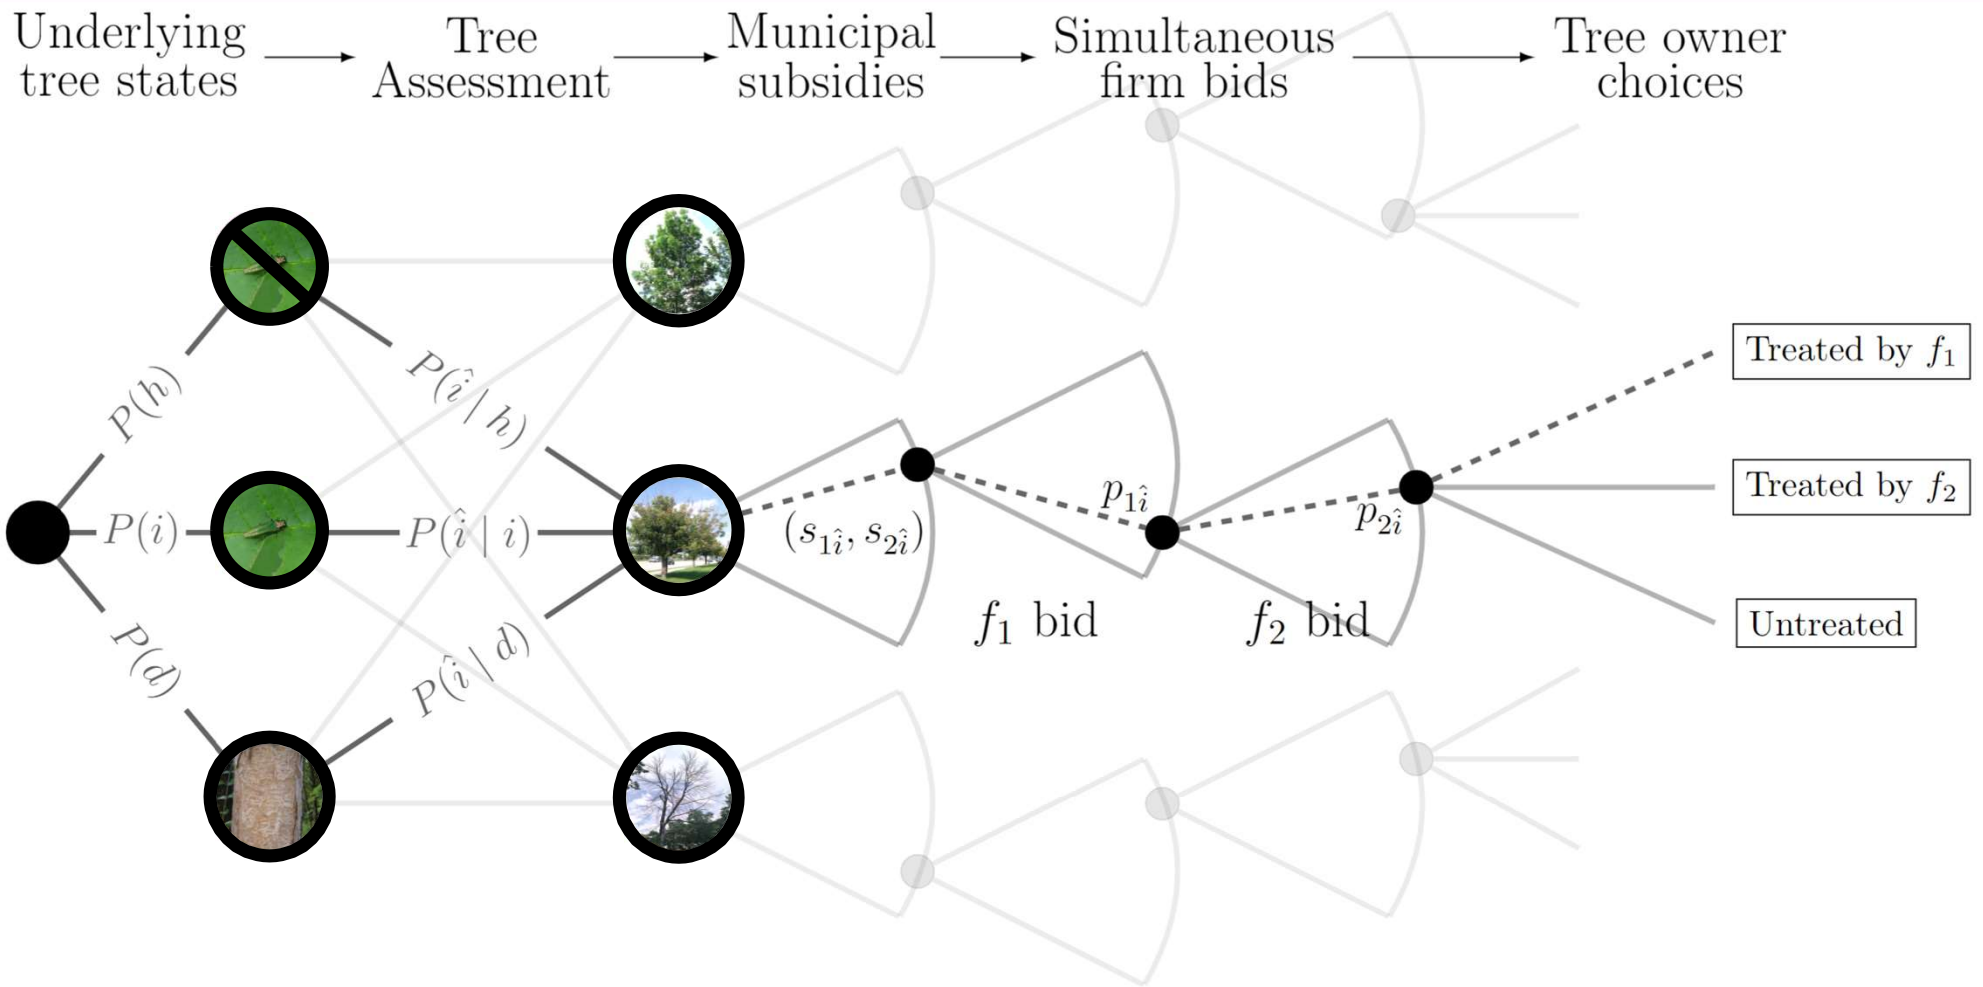 Underlying
tree states
Tree
Assessment
Municipal
subsidies
Simultaneous
firm bids
Tree owner
choices
P(h)
P(i)
P(d)
P(î | h)
P(î | i)
P(î | d)
(s₁î, s₂î)
p₁î
p₂î
f₁ bid
f₂ bid
Treated by f₁
Treated by f₂
Untreated